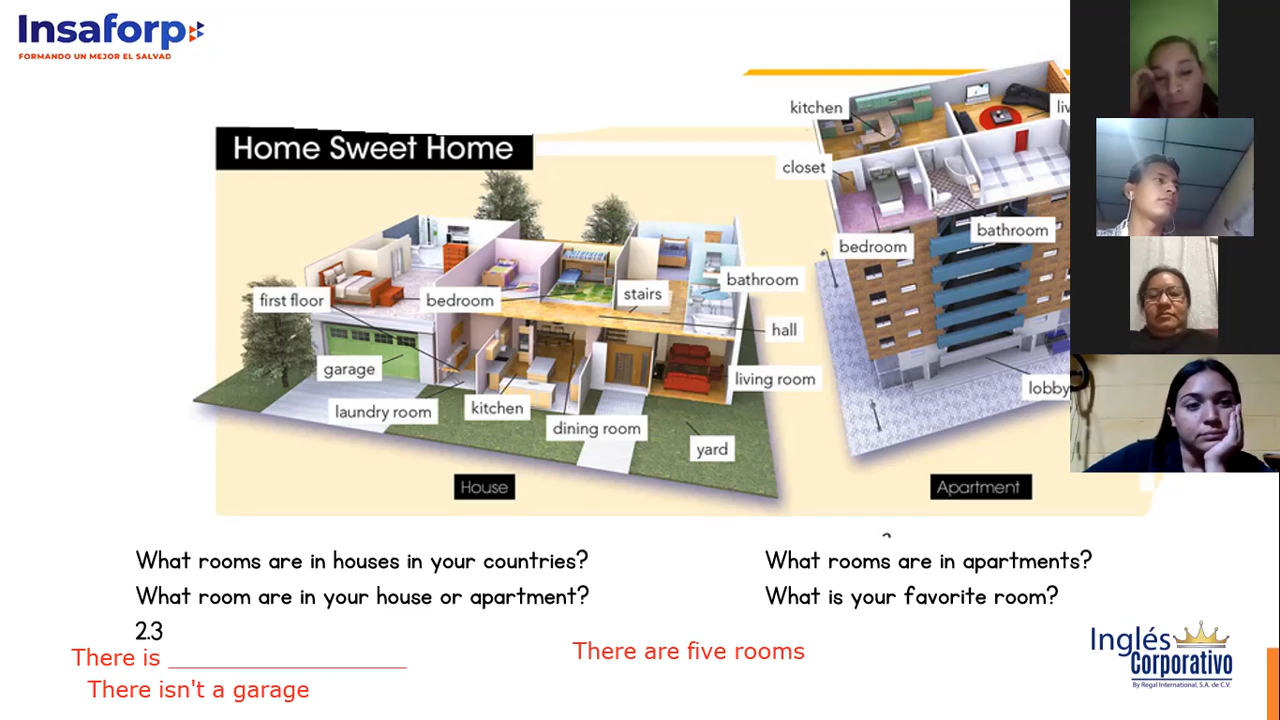 Insaforp
FORMANDO UN MEJOR EL SALVAD
Home Sweet Home
kitchen
closet
bedroom
bathroom
lobby
first floor
bedroom
stairs
bathroom
hall
garage
living room
laundry room
kitchen
dining room
yard
House
Apartment
What rooms are in houses in your countries?
What room are in your house or apartment?
2.3
There is ____________________
There isn't a garage
What rooms are in apartments?
What is your favorite room?
There are five rooms
Inglés
Corporativo
By Regal International, S.A. de C.V.